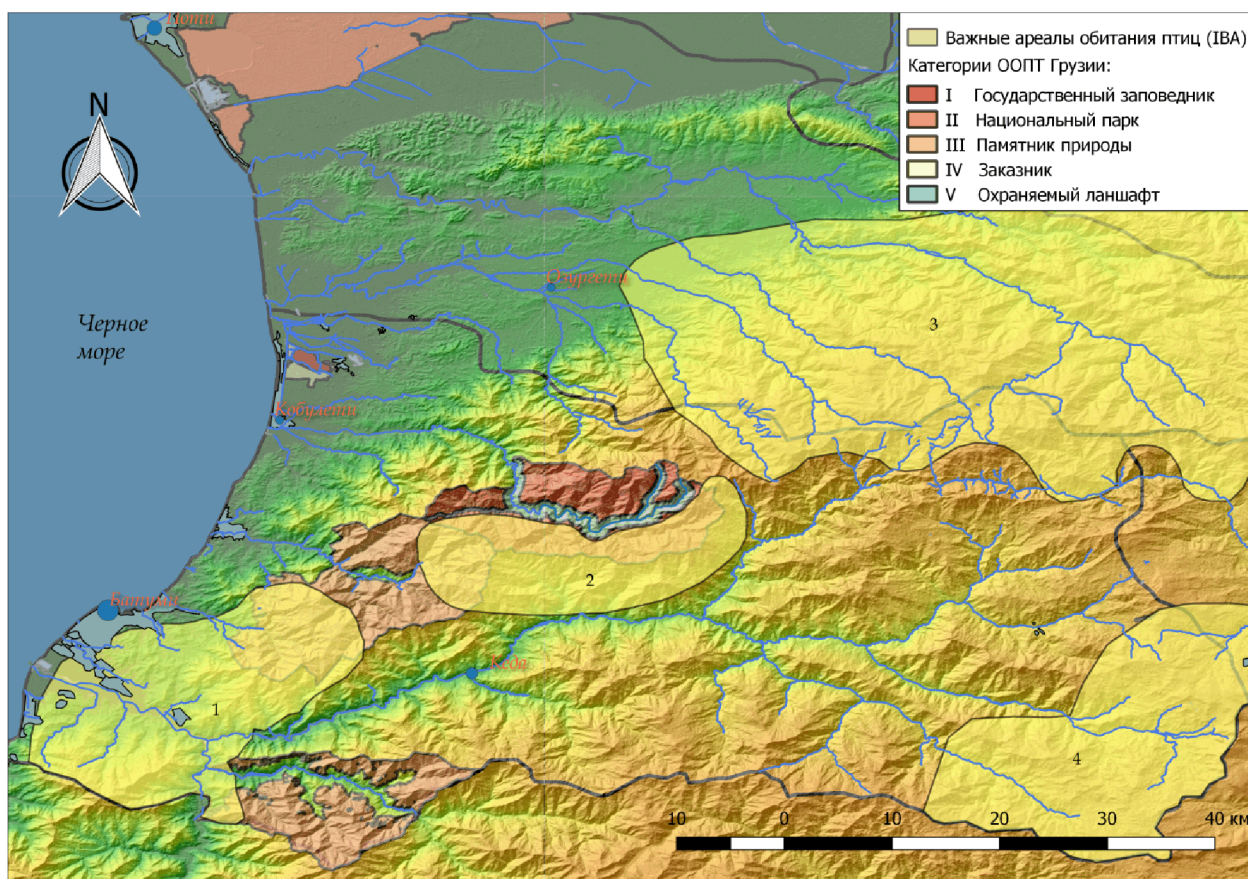 Поти
Важные ареалы обитания птиц (IBA)
Категории ООПТ Грузии:
I Государственный заповедник
II Национальный парк
III Памятник природы
IV Заказник
V Охраняемый ланшафт
N
Озургети
3
Черное
море
Кобулети
2
Батуми
Кеда
1
4
10 0 10 20 30 40 км